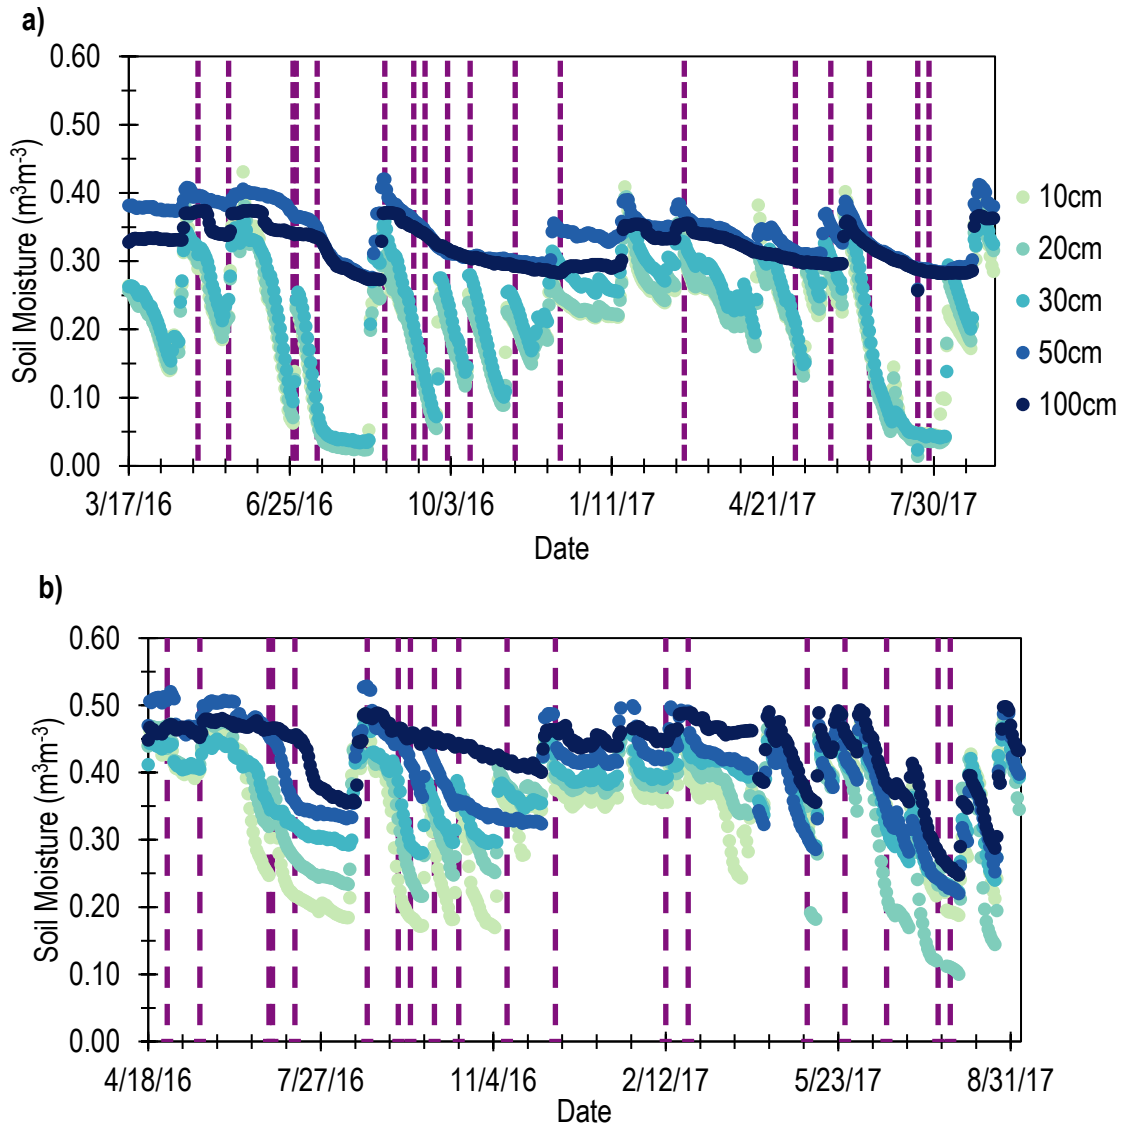 a)
0.60
0.50
0.40
0.30
0.20
0.10
0.00
Soil Moisture (m³m⁻³)
3/17/16 6/25/16 10/3/16 1/11/17 4/21/17 7/30/17
Date
10cm
20cm
30cm
50cm
100cm
b)
0.60
0.50
0.40
0.30
0.20
0.10
0.00
Soil Moisture (m³m⁻³)
4/18/16 7/27/16 11/4/16 2/12/17 5/23/17 8/31/17
Date